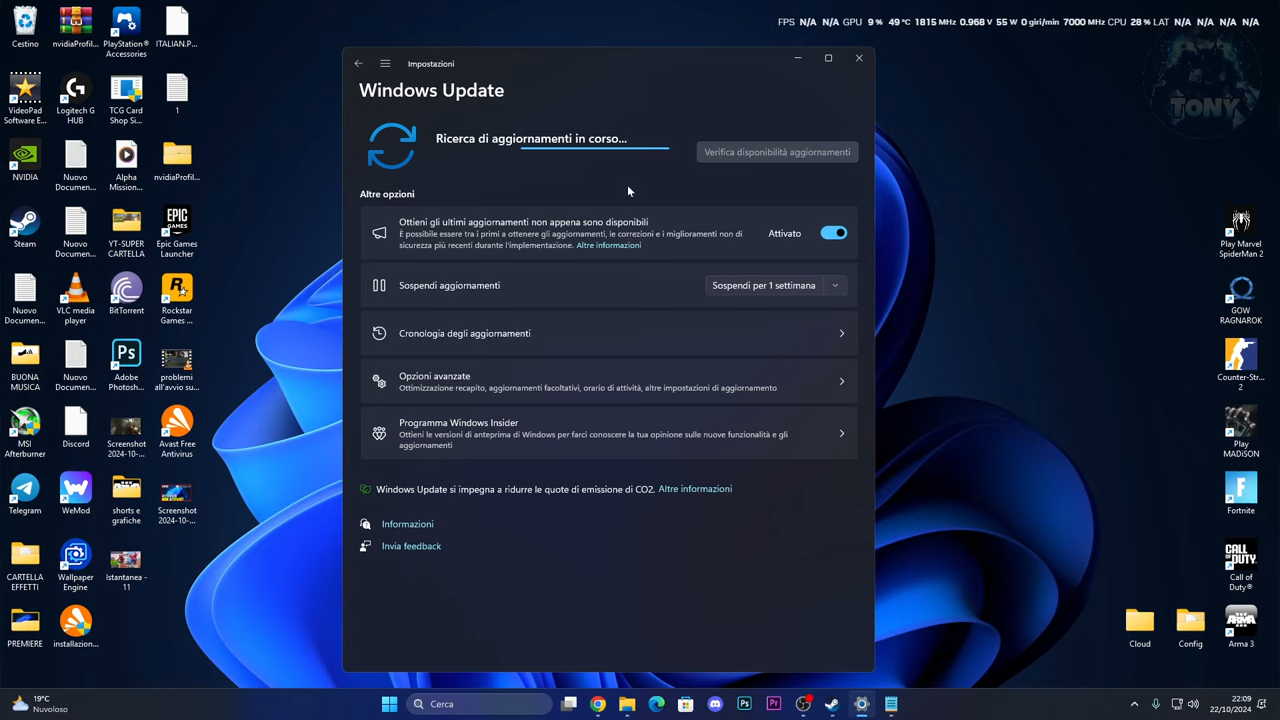 FPS N/A N/A GPU 9 % 49 °C 1815 MHz 0.968 V 55 W 0 giri/min 7000 MHz CPU 28 % LAT N/A N/A N/A N/A
TONY
Cestino
nvidiaProfil...
PlayStation®
Accessories
ITALIAN.P...
VideoPad
Software E...
Logitech G
HUB
TCG Card
Shop Si...
1
NVIDIA
Nuovo
Documen...
Alpha
Mission...
nvidiaProfil...
Steam
Nuovo
Documen...
YT-SUPER
CARTELLA
Epic Games
Launcher
Nuovo
Documen...
VLC media
player
BitTorrent
Rockstar
Games ...
BUONA
MUSICA
Nuovo
Documen...
Adobe
Photosh...
problemi
all'avvio su...
MSI
Afterburner
Discord
Screenshot
2024-10-...
Avast Free
Antivirus
Telegram
WeMod
shorts e
grafiche
Screenshot
2024-10-...
CARTELLA
EFFETTI
Wallpaper
Engine
Istantanea -
11
PREMIERE
installazion...
Impostazioni
Windows Update
Ricerca di aggiornamenti in corso...
Verifica disponibilità aggiornamenti
Altre opzioni
Ottieni gli ultimi aggiornamenti non appena sono disponibili
È possibile essere tra i primi a ottenere gli aggiornamenti, le correzioni e i miglioramenti non di
sicurezza più recenti durante l'implementazione. Altre informazioni
Attivato
Sospendi aggiornamenti
Sospendi per 1 settimana
Cronologia degli aggiornamenti
Opzioni avanzate
Ottimizzazione recapito, aggiornamenti facoltativi, orario di attività, altre impostazioni di aggiornamento
Programma Windows Insider
Ottieni le versioni di anteprima di Windows per farci conoscere la tua opinione sulle nuove funzionalità e gli
aggiornamenti
Windows Update si impegna a ridurre le quote di emissione di CO2. Altre informazioni
Informazioni
Invia feedback
Play Marvel
SpiderMan 2
GOW
RAGNAROK
Counter-Str...
2
Play
MADiSON
Fortnite
Call of
Duty®
Cloud
Config
Arma 3
19°C
Nuvoloso
Cerca
22:09
22/10/2024